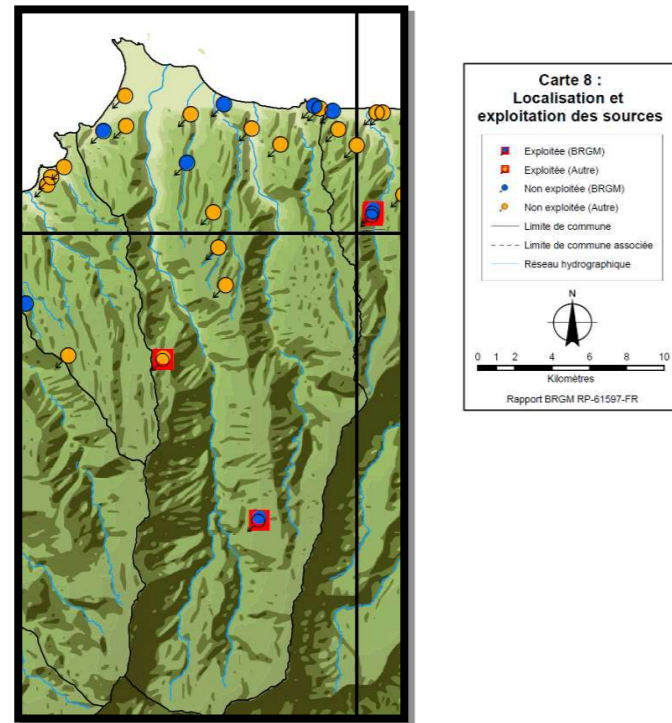 Carte 8 :
Localisation et
exploitation des sources
Exploitée (BRGM)
Exploitée (Autre)
Non exploitée (BRGM)
Non exploitée (Autre)
Limite de commune
Limite de commune associée
Réseau hydrographique
N
0 1 2 4 6 8 10
Kilomètres
Rapport BRGM RP-61597-FR